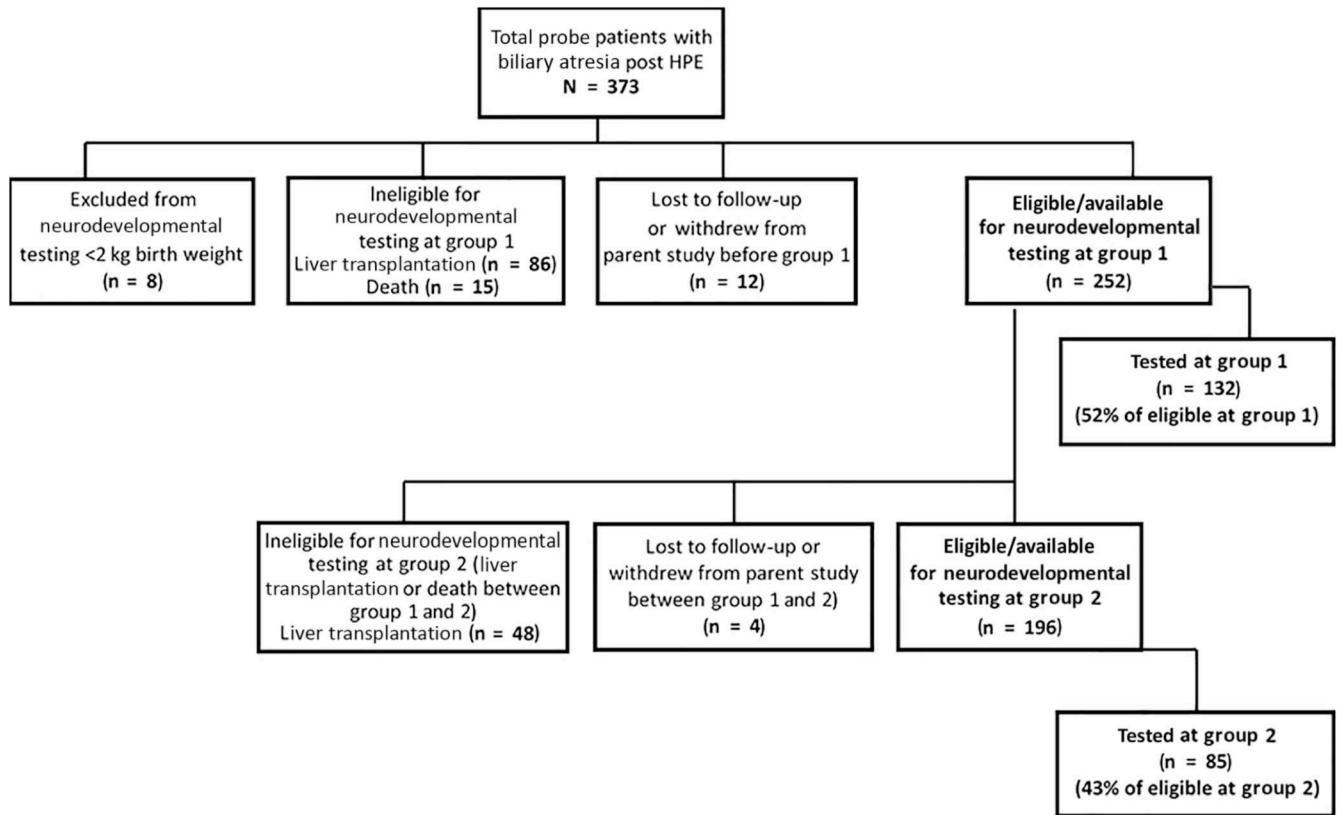 Total probe patients with
biliary atresia post HPE
N = 373
Excluded from
neurodevelopmental
testing <2 kg birth weight
(n = 8)
Ineligible for
neurodevelopmental
testing at group 1
Liver transplantation (n = 86)
Death (n = 15)
Lost to follow-up
or withdrew from
parent study before group 1
(n = 12)
Eligible/available
for neurodevelopmental
testing at group 1
(n = 252)
Tested at group 1
(n = 132)
(52% of eligible at group 1)
Ineligible for neurodevelopmental
testing at group 2 (liver
transplantation or death between
group 1 and 2)
Liver transplantation (n = 48)
Lost to follow-up or
withdrew from parent study
between group 1 and 2)
(n = 4)
Eligible/available
for neurodevelopmental
testing at group 2
(n = 196)
Tested at group 2
(n = 85)
(43% of eligible at group 2)